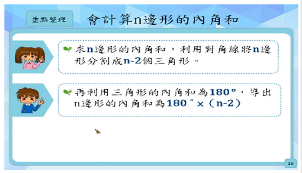 重點整理
會計算n邊形的內角和
求n邊形的內角和，利用對角線將n邊
形分割成n-2個三角形。
再利用三角形的內角和為180°，導出
n邊形的內角和為180°×（n-2）